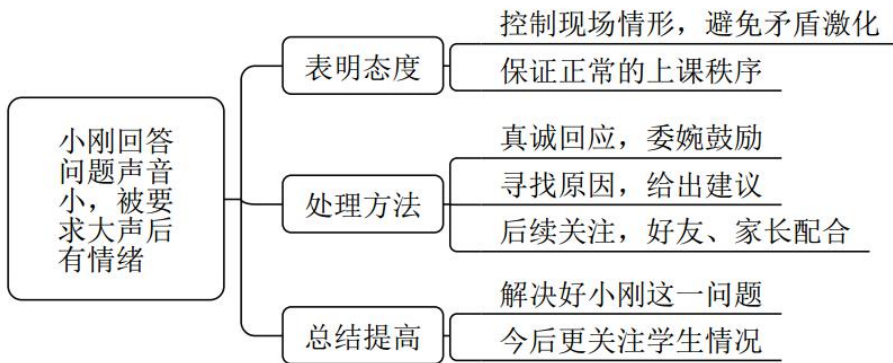 小刚回答
问题声音
小，被要
求大声后
有情绪
表明态度
控制现场情形，避免矛盾激化
保证正常的上课秩序
处理方法
真诚回应，委婉鼓励
寻找原因，给出建议
后续关注，好友、家长配合
总结提高
解决好小刚这一问题
今后更关注学生情况